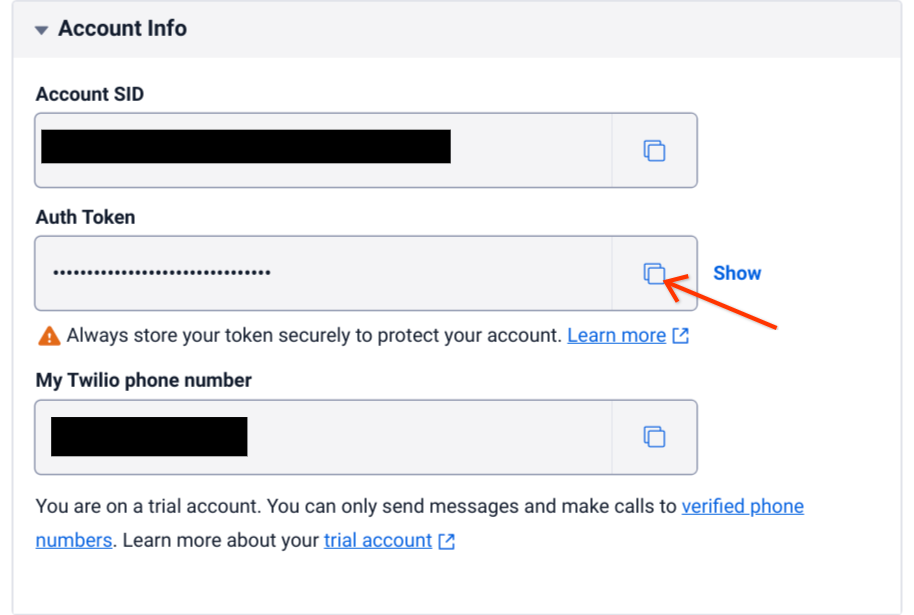 Account Info
Account SID
Auth Token
••••••••••••••••••••••••••••••••
Show
Always store your token securely to protect your account. Learn more
My Twilio phone number
You are on a trial account. You can only send messages and make calls to verified phone
numbers. Learn more about your trial account